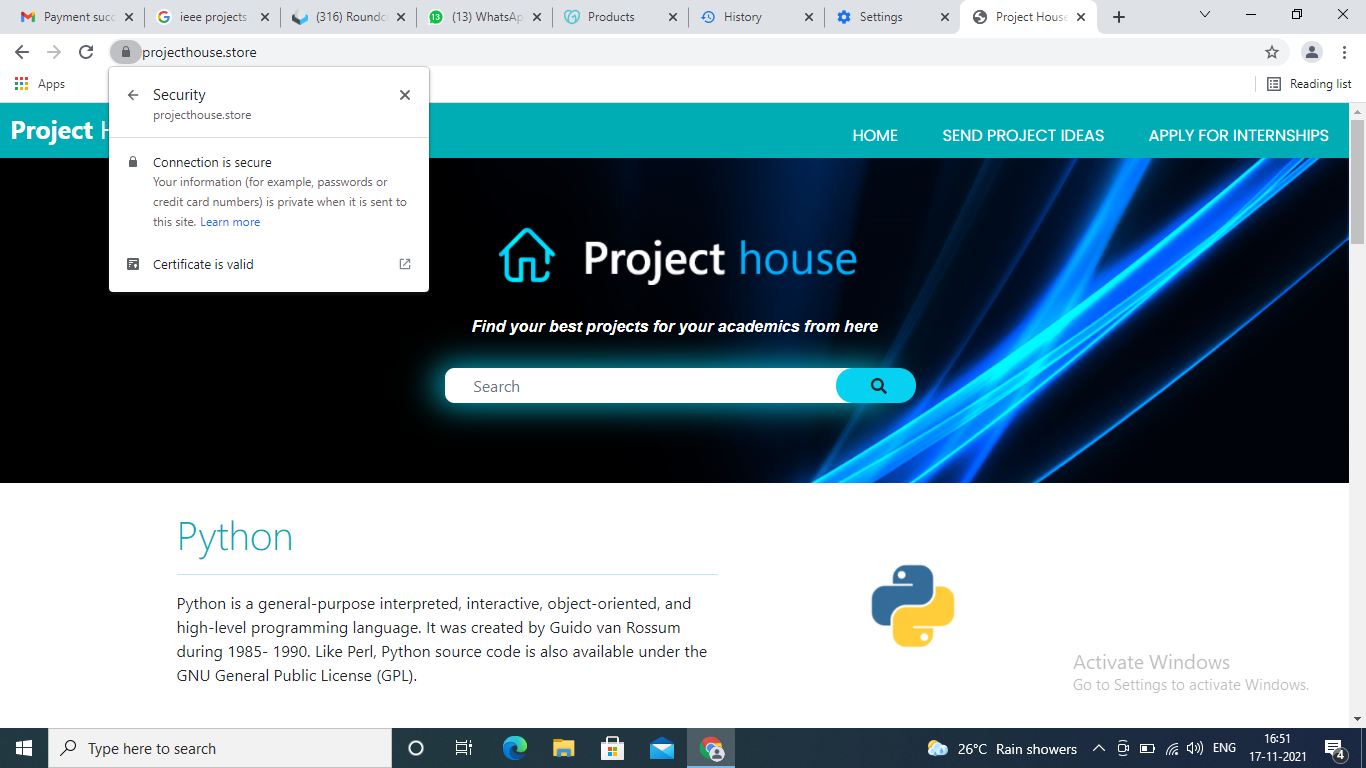 Payment succ
ieee projects
(316) Roundc
(13) WhatsAp
Products
History
Settings
Project House
projecthouse.store
Apps
Reading list
Security
projecthouse.store
Connection is secure
Your information (for example, passwords or
credit card numbers) is private when it is sent to
this site. Learn more
Certificate is valid
Project H
HOME
SEND PROJECT IDEAS
APPLY FOR INTERNSHIPS
Project house
Find your best projects for your academics from here
Search
Python
Python is a general-purpose interpreted, interactive, object-oriented, and
high-level programming language. It was created by Guido van Rossum
during 1985- 1990. Like Perl, Python source code is also available under the
GNU General Public License (GPL).
Activate Windows
Go to Settings to activate Windows.
Type here to search
26°C Rain showers
ENG
16:51
17-11-2021
4